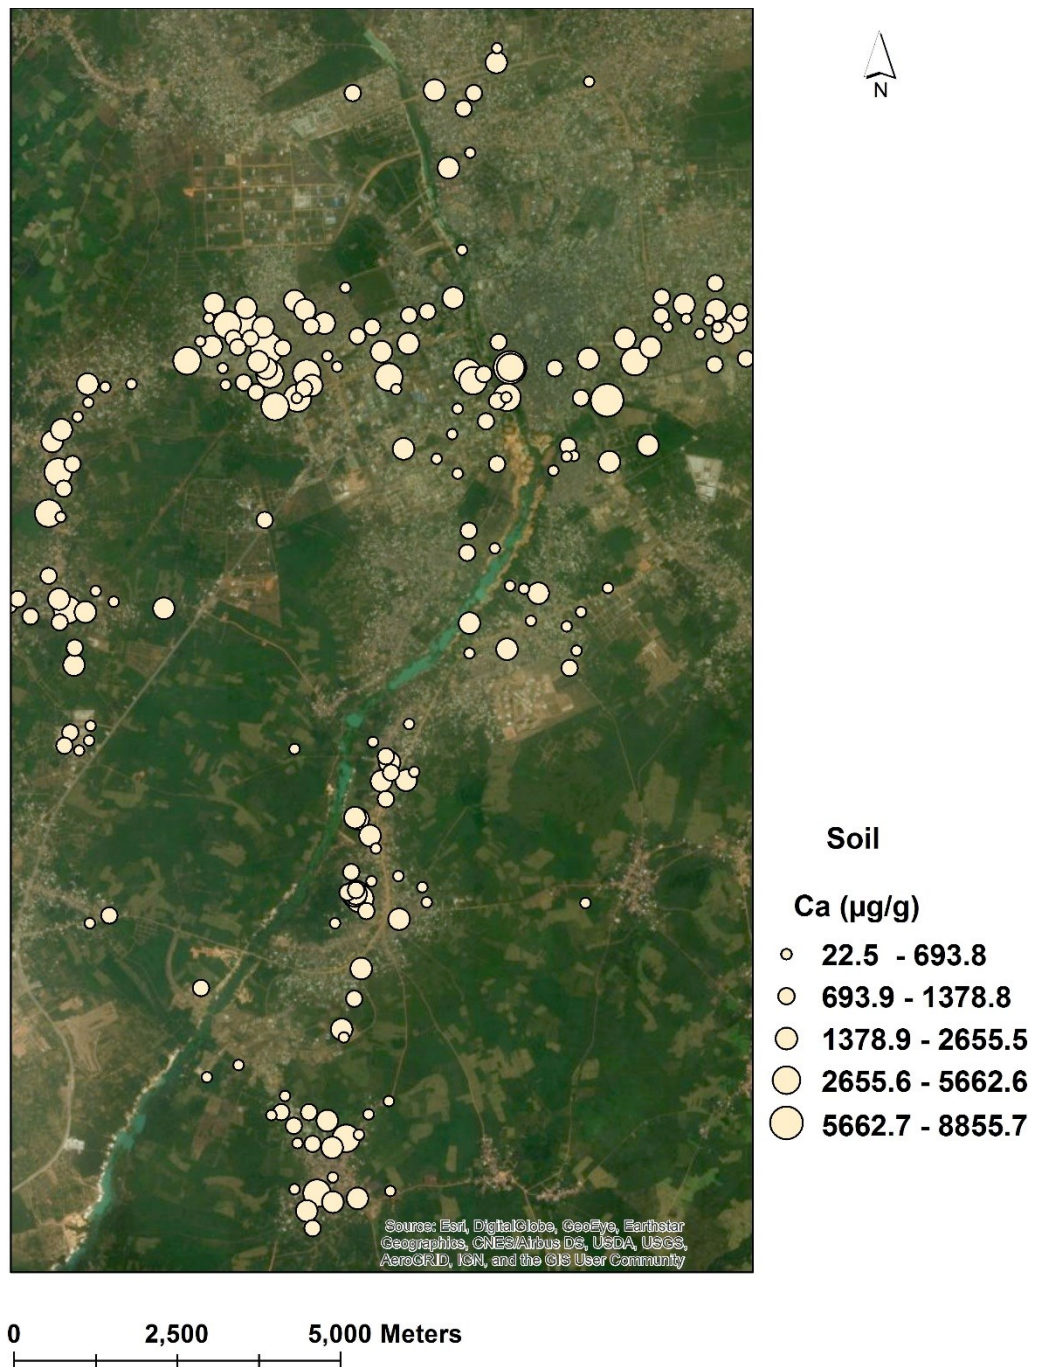 N
Soil
Ca (µg/g)
22.5 - 693.8
693.9 - 1378.8
1378.9 - 2655.5
2655.6 - 5662.6
5662.7 - 8855.7
Source: Esri, DigitalGlobe, GeoEye, Earthstar
Geographics, CNES/Airbus DS, USDA, USGS,
AeroGRID, IGN, and the GIS User Community
0 2,500 5,000 Meters